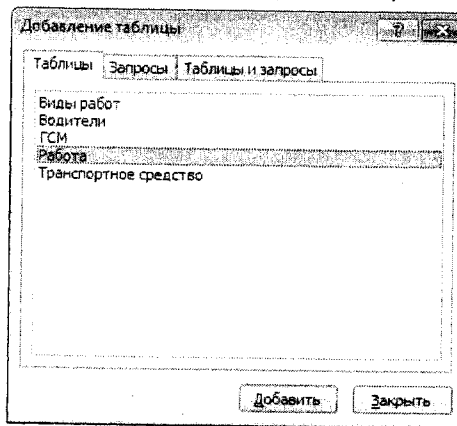 Добавление таблицы
Таблицы Запросы Таблицы и запросы
Виды работ
Водители
ГСМ
Работа
Транспортное средство
Добавить Закрыть